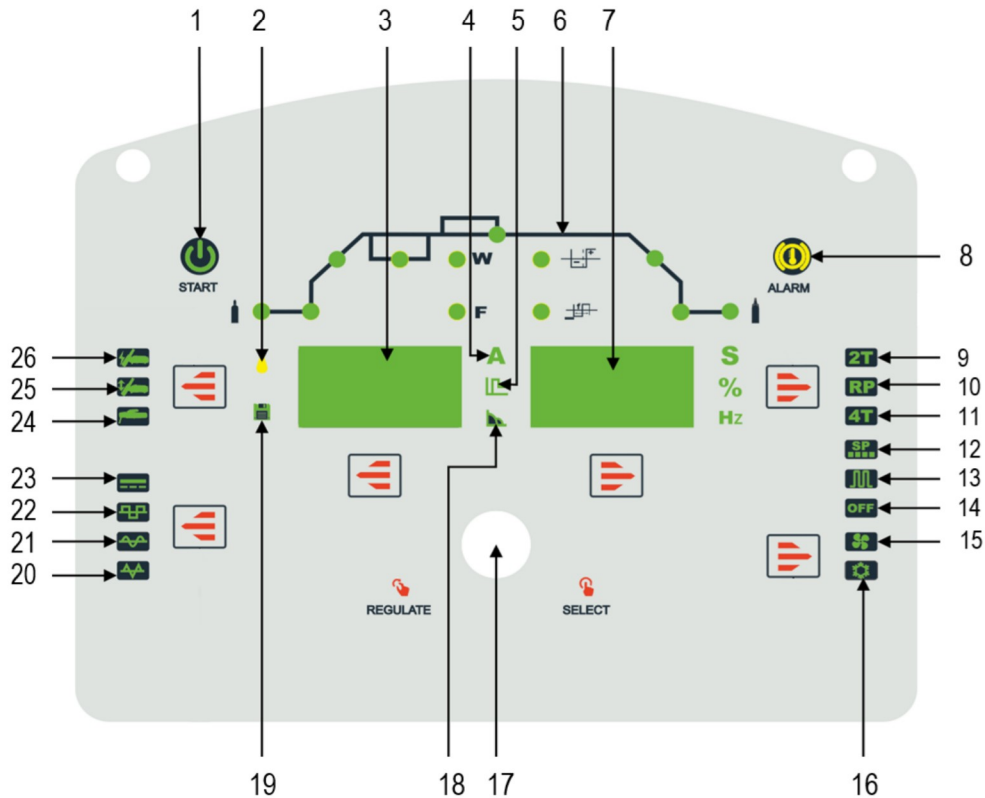 1 2 3 4 5 6 7
START
W
8
ALARM
F
26
A
S
2T 9
25
%
RP 10
24
Hz
4T 11
SP 12
23
13
22
OFF 14
21
15
20
REGULATE
SELECT
19 18 17 16